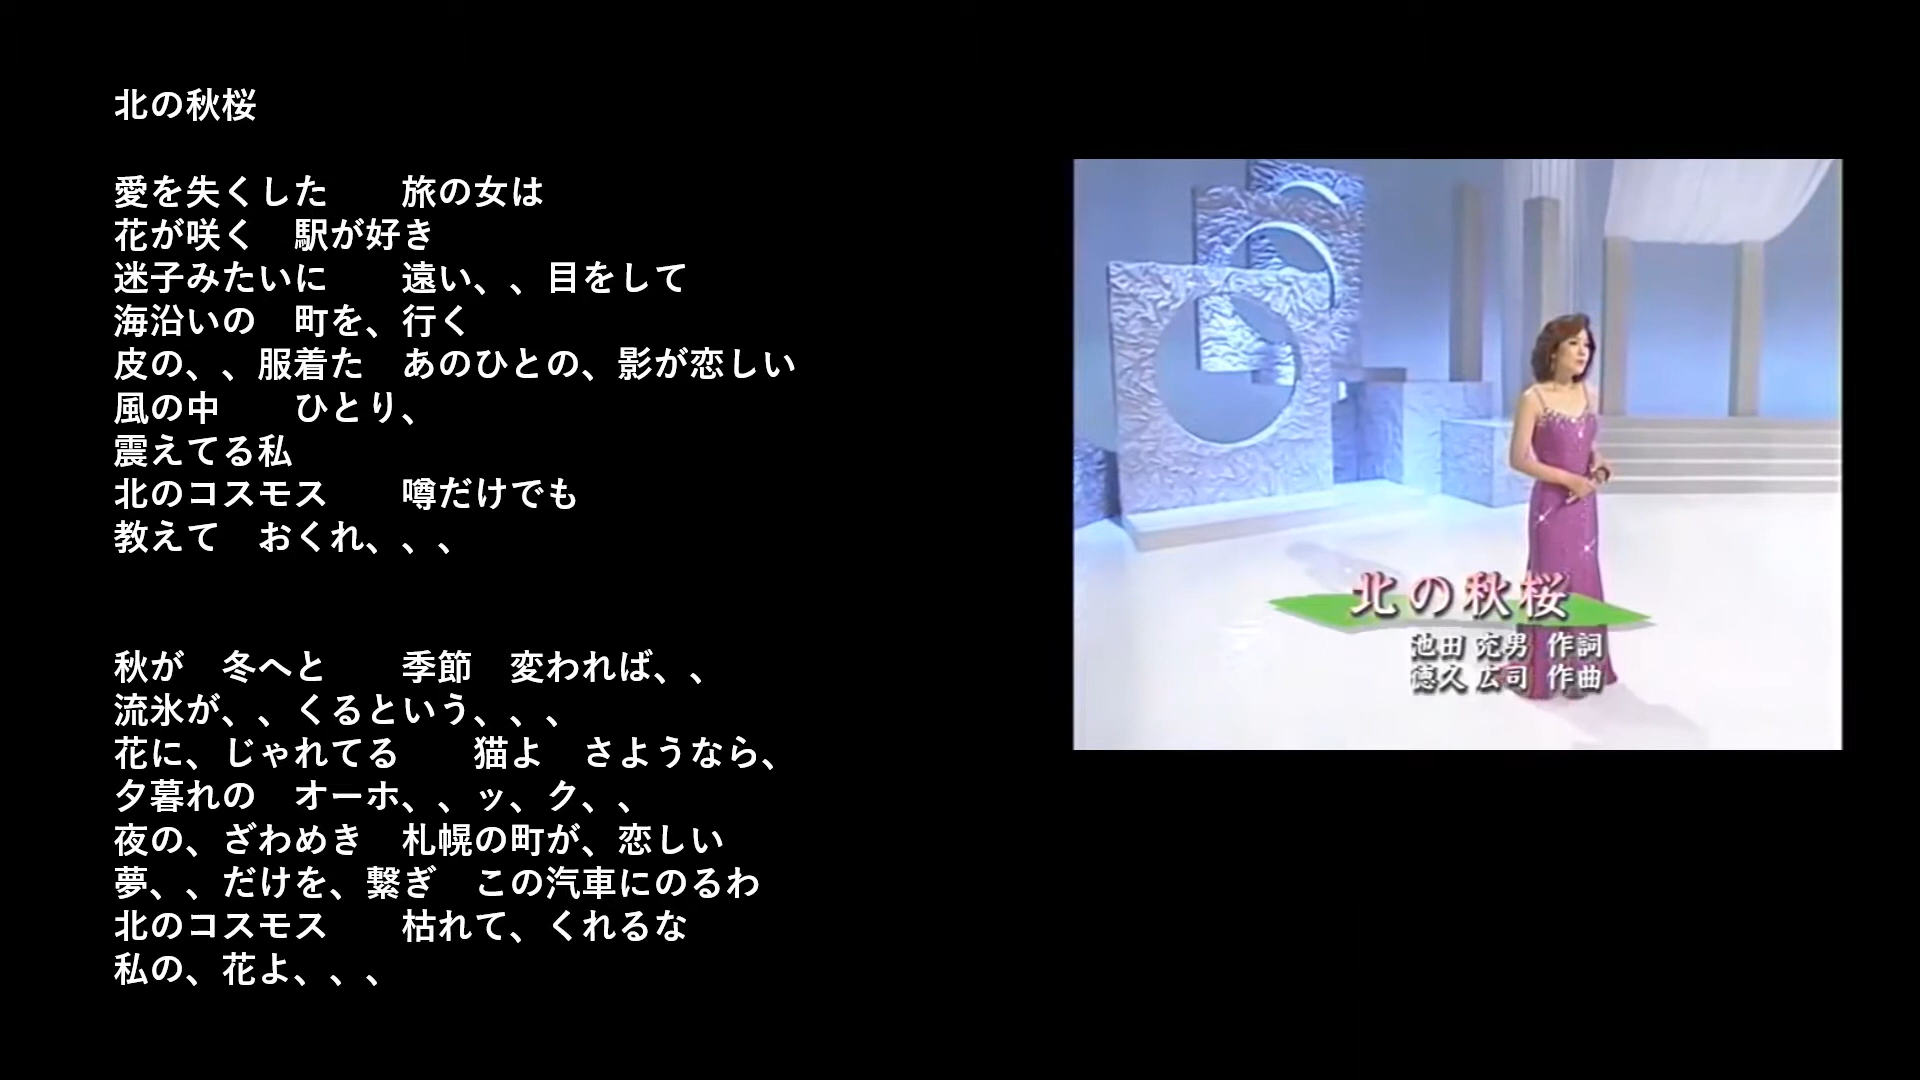 北の秋桜
愛を失くした　　旅の女は
花が咲く　駅が好き
迷子みたいに　　遠い、、目をして
海沿いの　町を、行く
皮の、、服着た　あのひとの、影が恋しい
風の中　　ひとり、
震えてる私
北のコスモス　　噂だけでも
教えて　おくれ、、、
秋が　冬へと　　季節　変われば、、
流氷が、、くるという、、、
花に、じゃれてる　　猫よ　さようなら、
夕暮れの　オーホ、、ッ、ク、、
夜の、ざわめき　札幌の町が、恋しい
夢、、だけを、繋ぎ　この汽車にのるわ
北のコスモス　　枯れて、くれるな
私の、花よ、、、
北の秋桜
池田 充男 作詞
徳久 広司 作曲